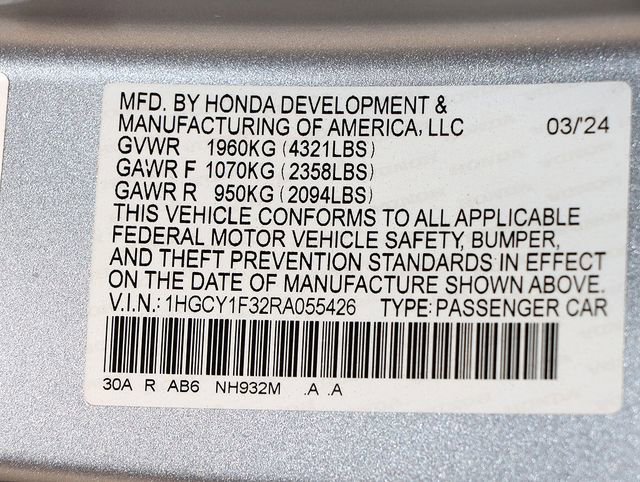 MFD. BY HONDA DEVELOPMENT &
MANUFACTURING OF AMERICA, LLC 03/'24
GVWR 1960KG (4321LBS)
GAWR F 1070KG (2358LBS)
GAWR R 950KG (2094LBS)
THIS VEHICLE CONFORMS TO ALL APPLICABLE
FEDERAL MOTOR VEHICLE SAFETY, BUMPER,
AND THEFT PREVENTION STANDARDS IN EFFECT
ON THE DATE OF MANUFACTURE SHOWN ABOVE.
V.I.N.: 1HGCY1F32RA055426 TYPE: PASSENGER CAR
30A R AB6 NH932M .A .A